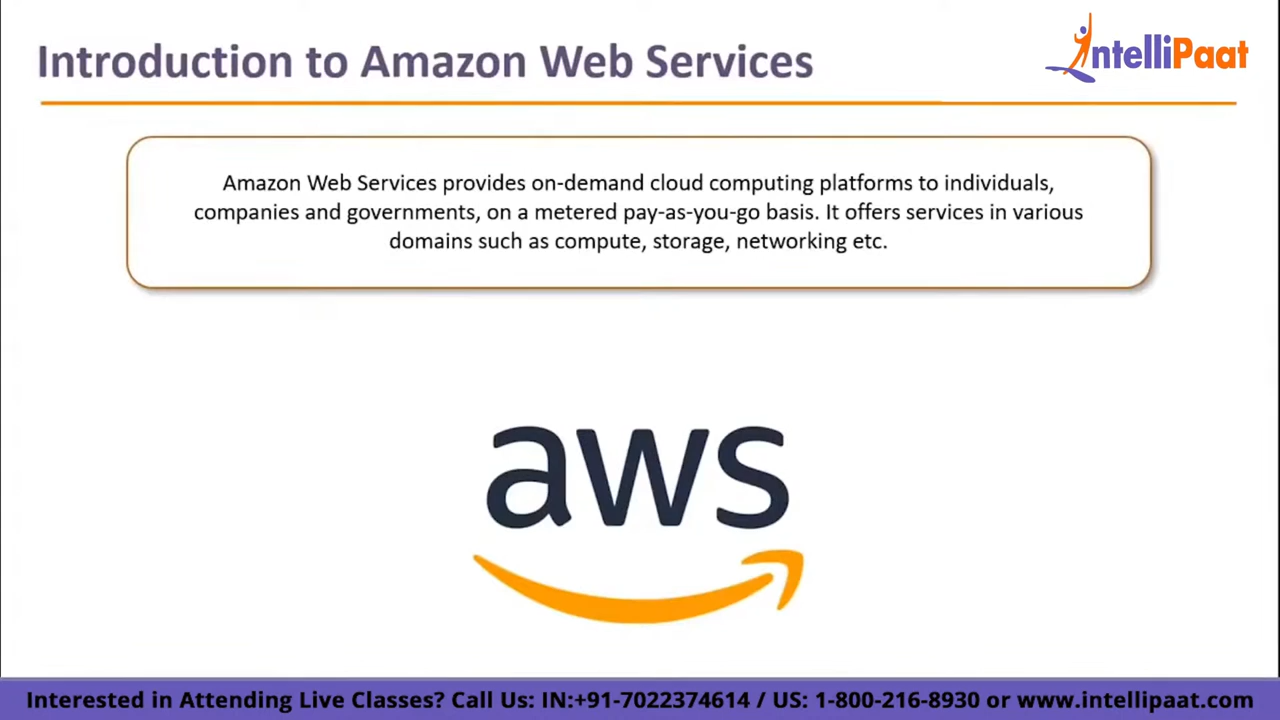 Introduction to Amazon Web Services
IntelliPaat
Amazon Web Services provides on-demand cloud computing platforms to individuals,
companies and governments, on a metered pay-as-you-go basis. It offers services in various
domains such as compute, storage, networking etc.
aws
Interested in Attending Live Classes? Call Us: IN:+91-7022374614 / US: 1-800-216-8930 or www.intellipaat.com